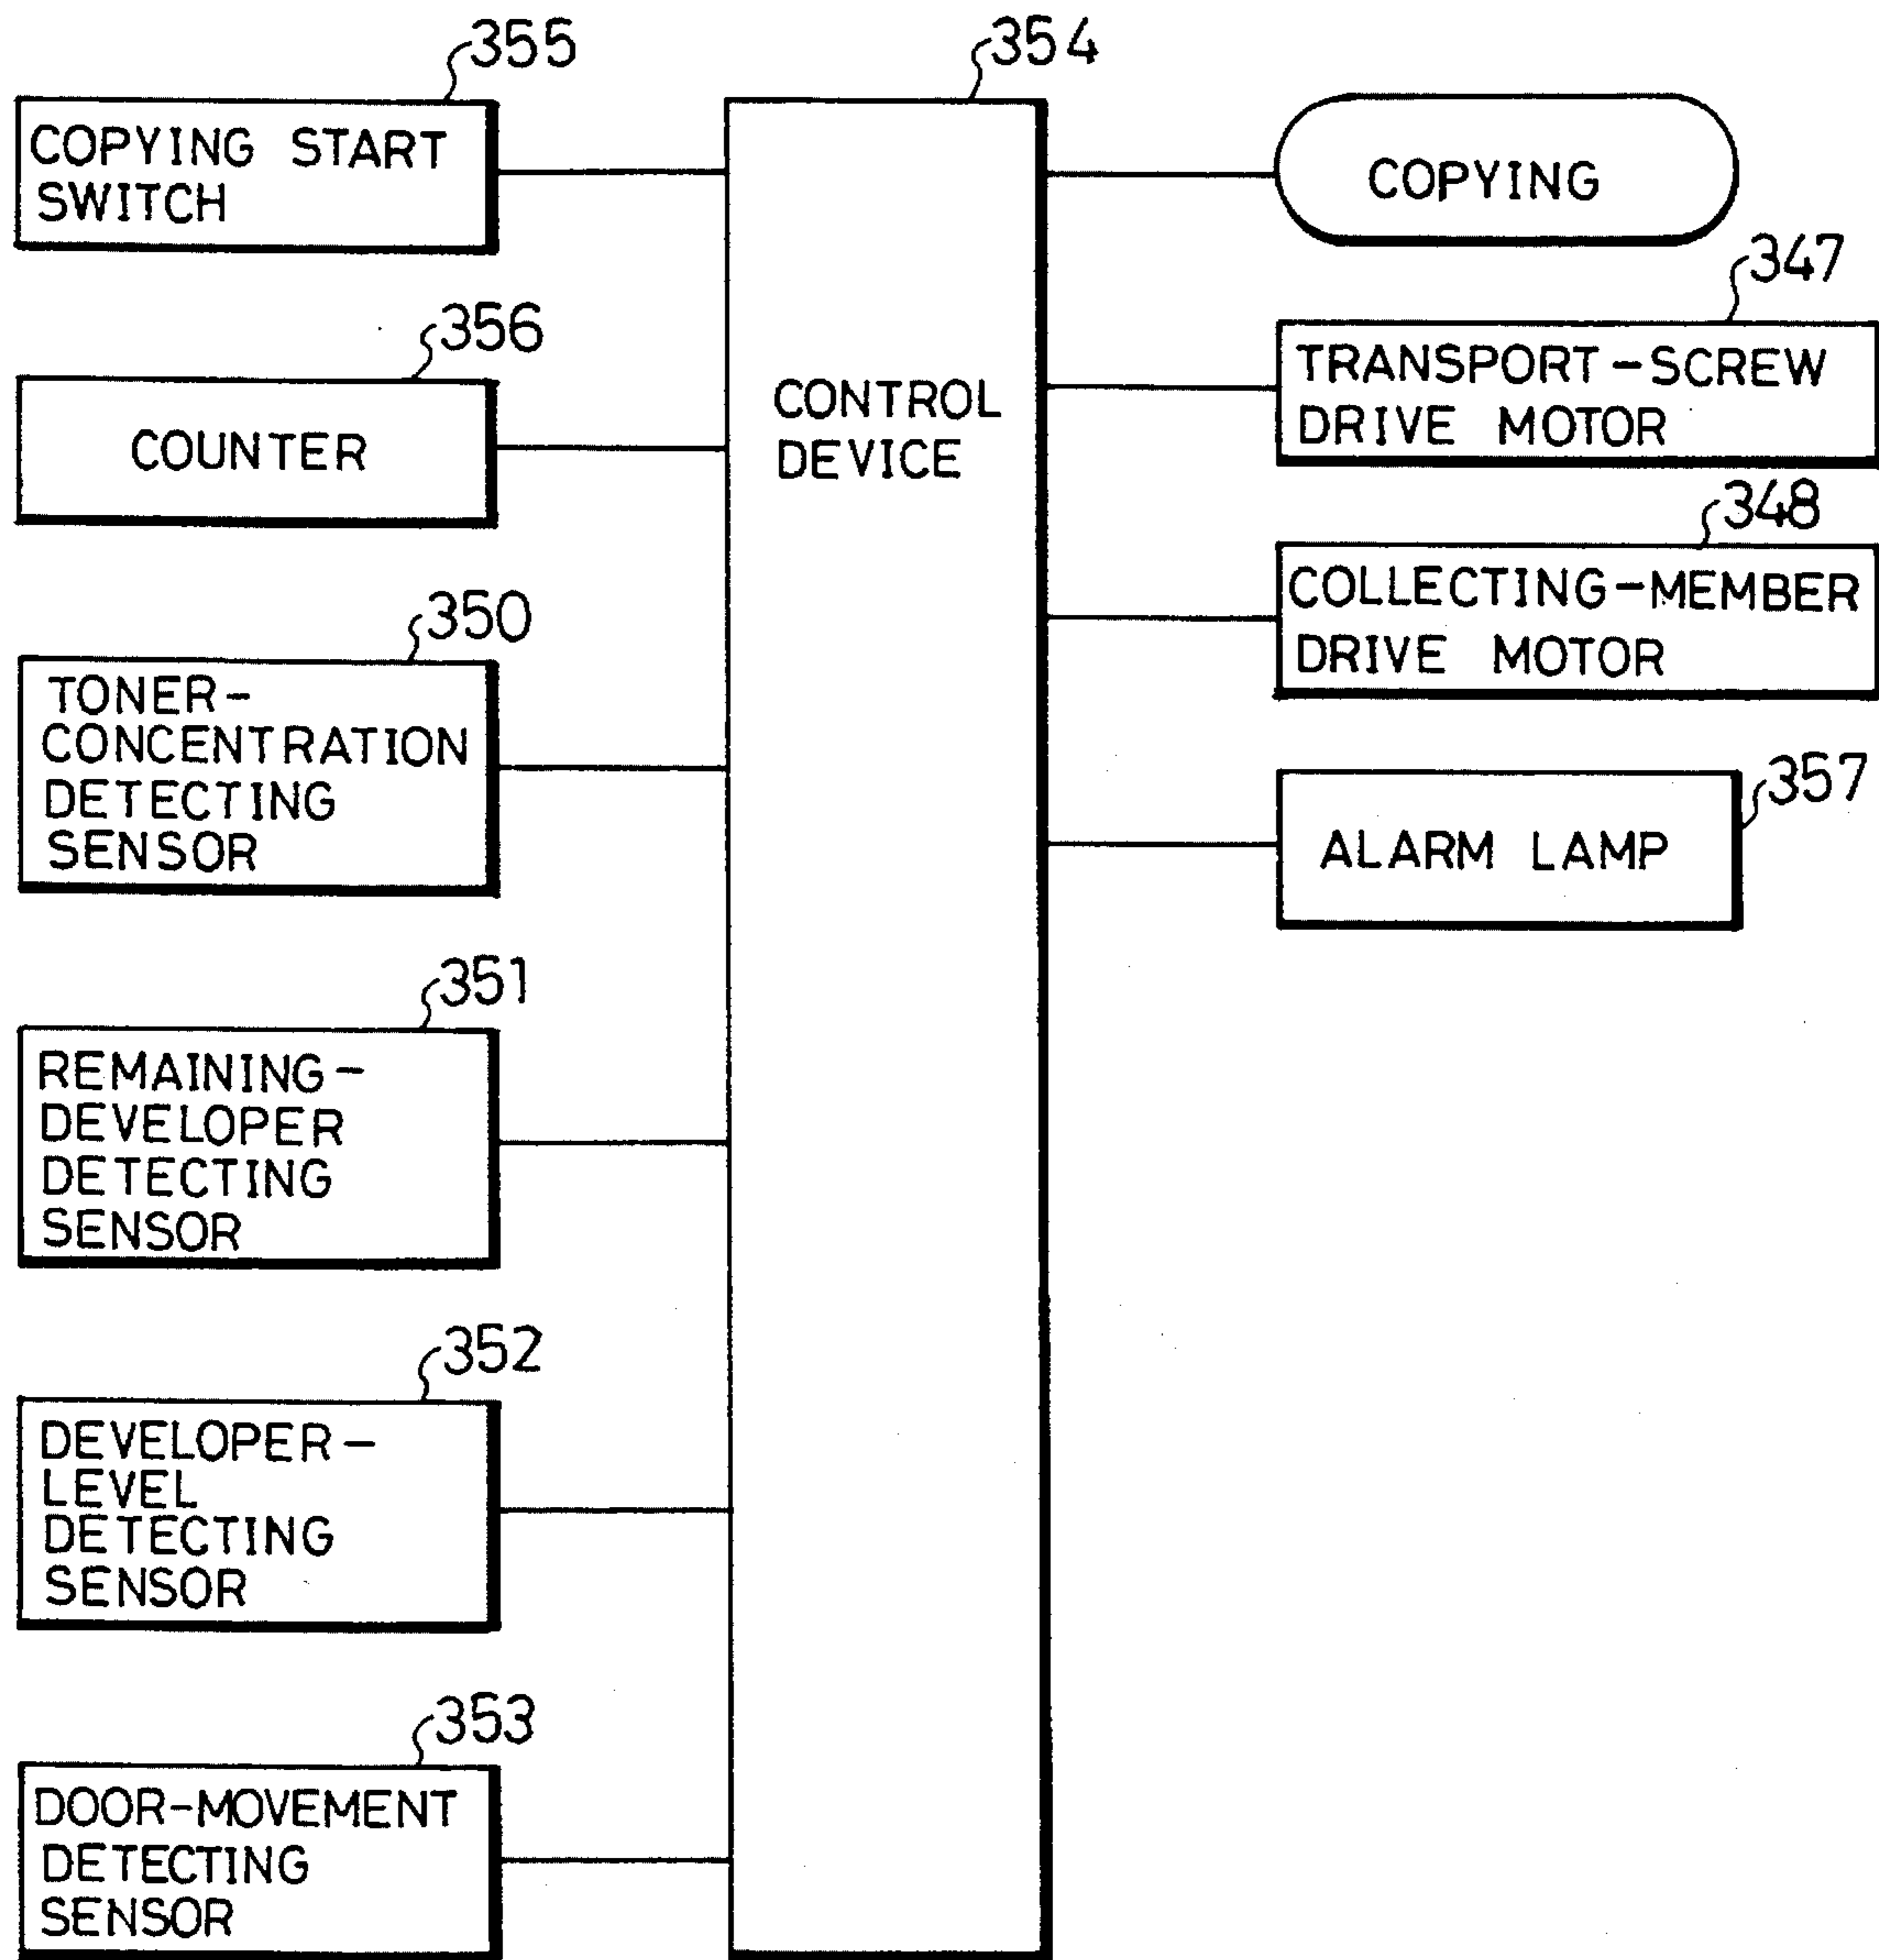 355
COPYING START
SWITCH
356
COUNTER
350
TONER-
CONCENTRATION
DETECTING
SENSOR
351
REMAINING-
DEVELOPER
DETECTING
SENSOR
352
DEVELOPER-
LEVEL
DETECTING
SENSOR
353
DOOR-MOVEMENT
DETECTING
SENSOR
354
CONTROL
DEVICE
COPYING
347
TRANSPORT-SCREW
DRIVE MOTOR
348
COLLECTING-MEMBER
DRIVE MOTOR
357
ALARM LAMP